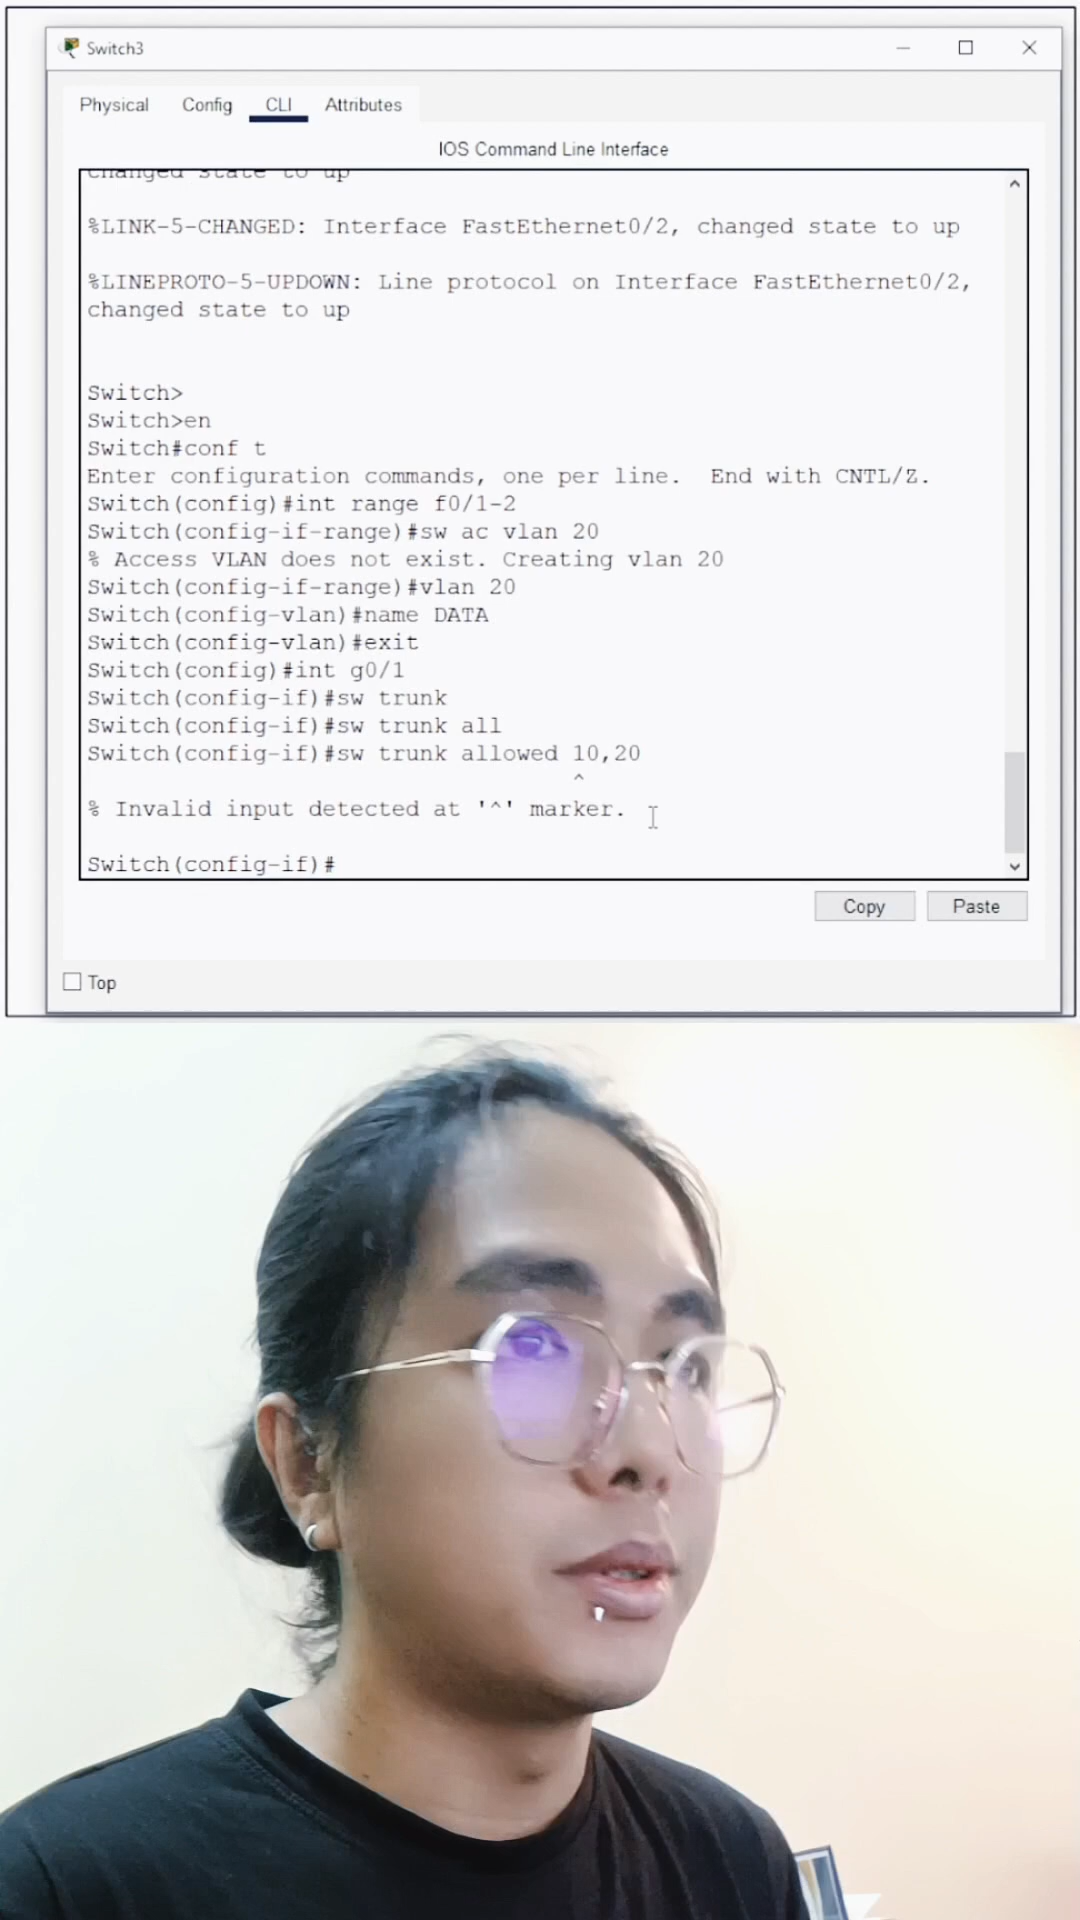 Switch3
Physical Config CLI Attributes
IOS Command Line Interface
changed state to up
%LINK-5-CHANGED: Interface FastEthernet0/2, changed state to up
%LINEPROTO-5-UPDOWN: Line protocol on Interface FastEthernet0/2,
changed state to up
Switch>
Switch>en
Switch#conf t
Enter configuration commands, one per line.  End with CNTL/Z.
Switch(config)#int range f0/1-2
Switch(config-if-range)#sw ac vlan 20
% Access VLAN does not exist. Creating vlan 20
Switch(config-if-range)#vlan 20
Switch(config-vlan)#name DATA
Switch(config-vlan)#exit
Switch(config)#int g0/1
Switch(config-if)#sw trunk
Switch(config-if)#sw trunk all
Switch(config-if)#sw trunk allowed 10,20
^
% Invalid input detected at '^' marker.
Switch(config-if)#
Copy Paste
Top